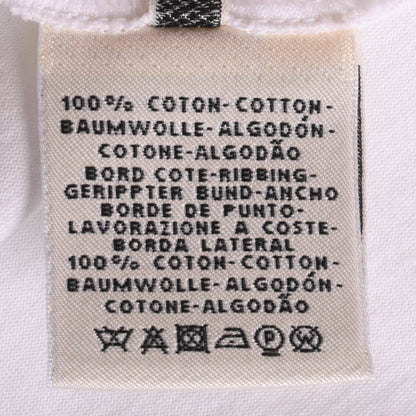 100% COTON-COTTON-
BAUMWOLLE-ALGODÓN-
COTONE-ALGODÃO
BORD COTE-RIBBING-
GERIPPTER BUND-ANCHO
BORDE DE PUNTO-
LAVORAZIONE A COSTE-
BORDA LATERAL
100% COTON-COTTON-
BAUMWOLLE-ALGODÓN-
COTONE-ALGODÃO
P W